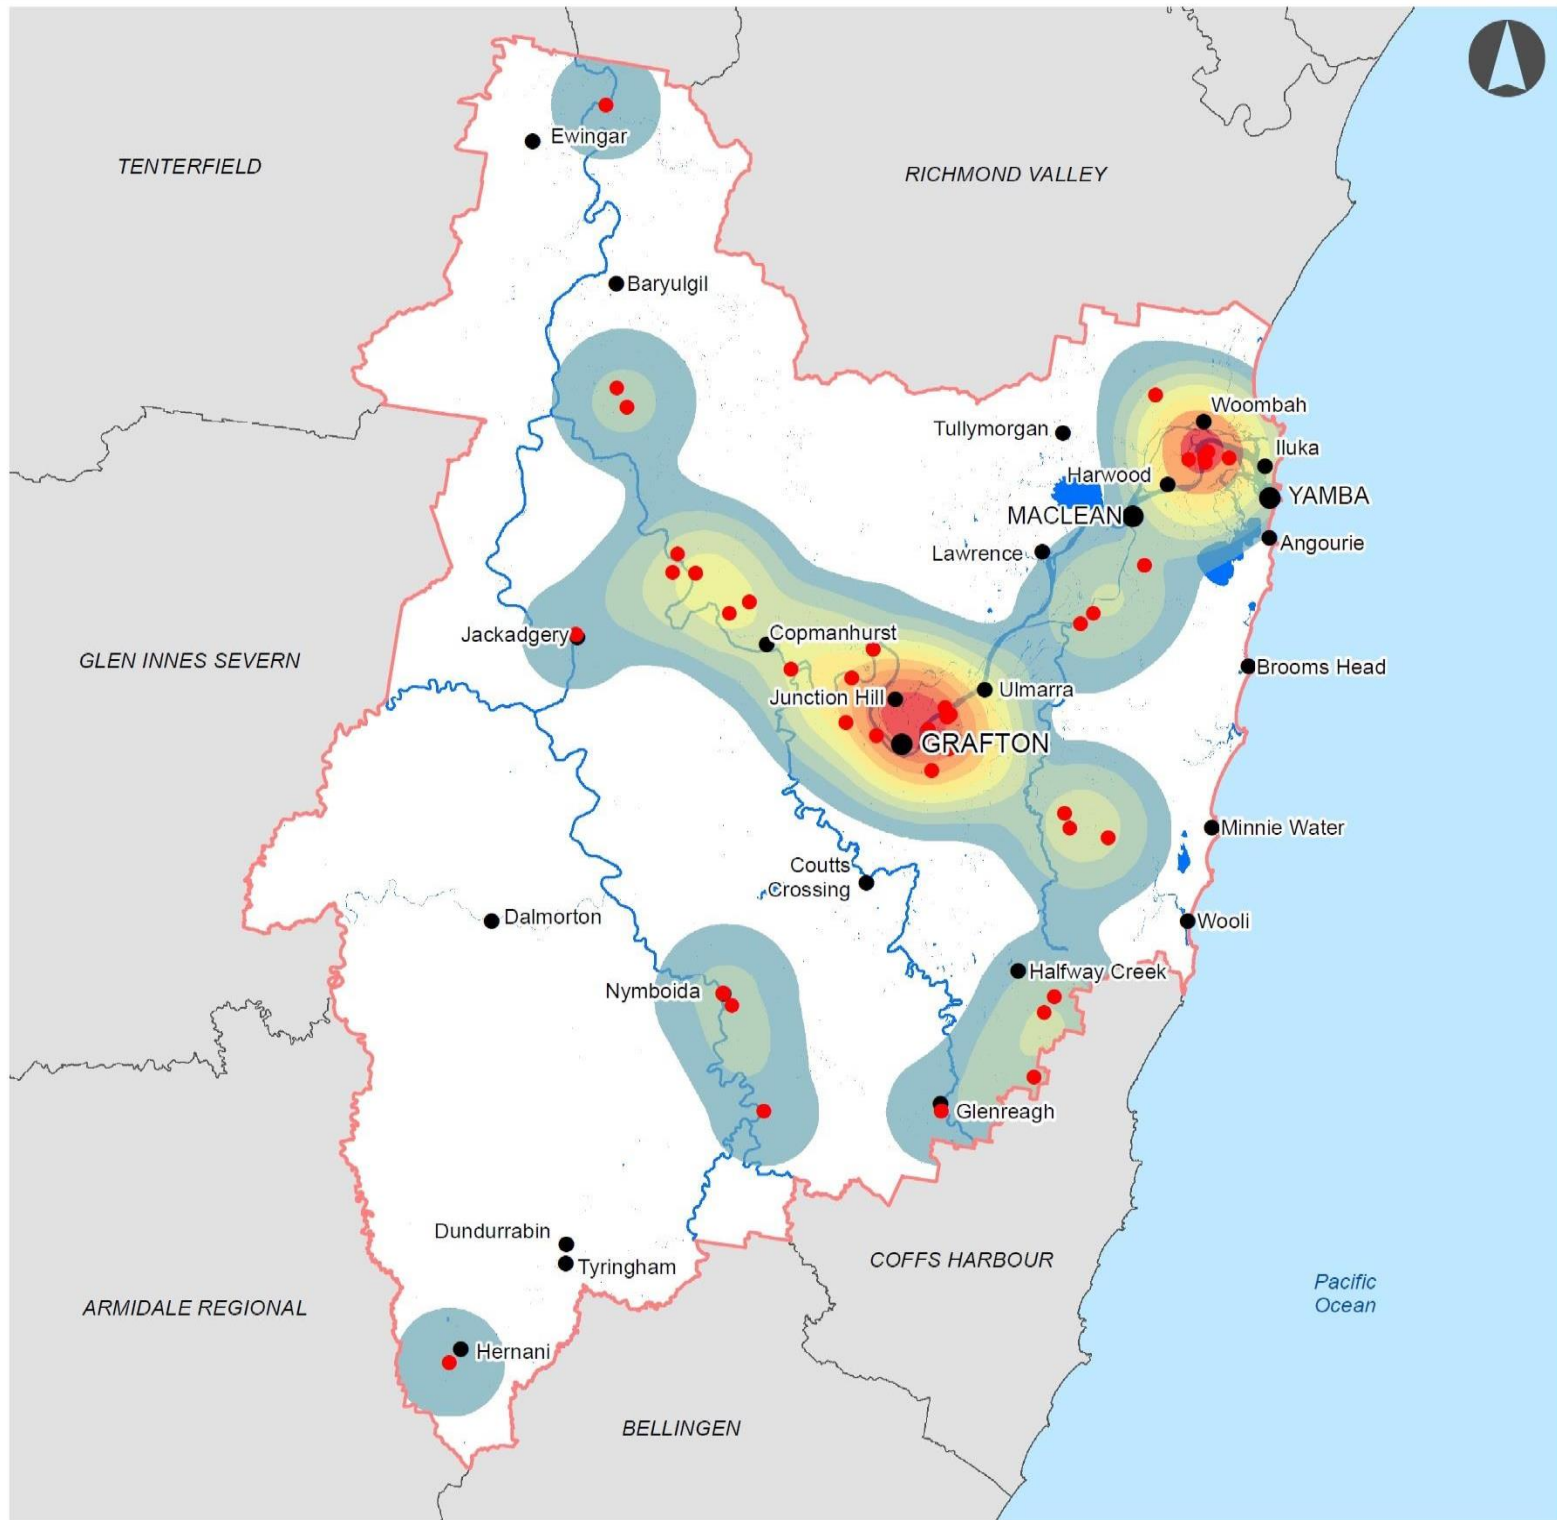 Ewingar
TENTERFIELD
RICHMOND VALLEY
Baryulgil
Woombah
Tullymorgan
Iluka
Harwood
YAMBA
MACLEAN
Angourie
Lawrence
Jackadgery
Copmanhurst
GLEN INNES SEVERN
Brooms Head
Ulmarra
Junction Hill
GRAFTON
Minnie Water
Coutts
Crossing
Dalmorton
Wooli
Halfway Creek
Nymboida
Glenreagh
Dundurrabin
COFFS HARBOUR
Tyringham
Pacific
Ocean
ARMIDALE REGIONAL
Hernani
BELLINGEN